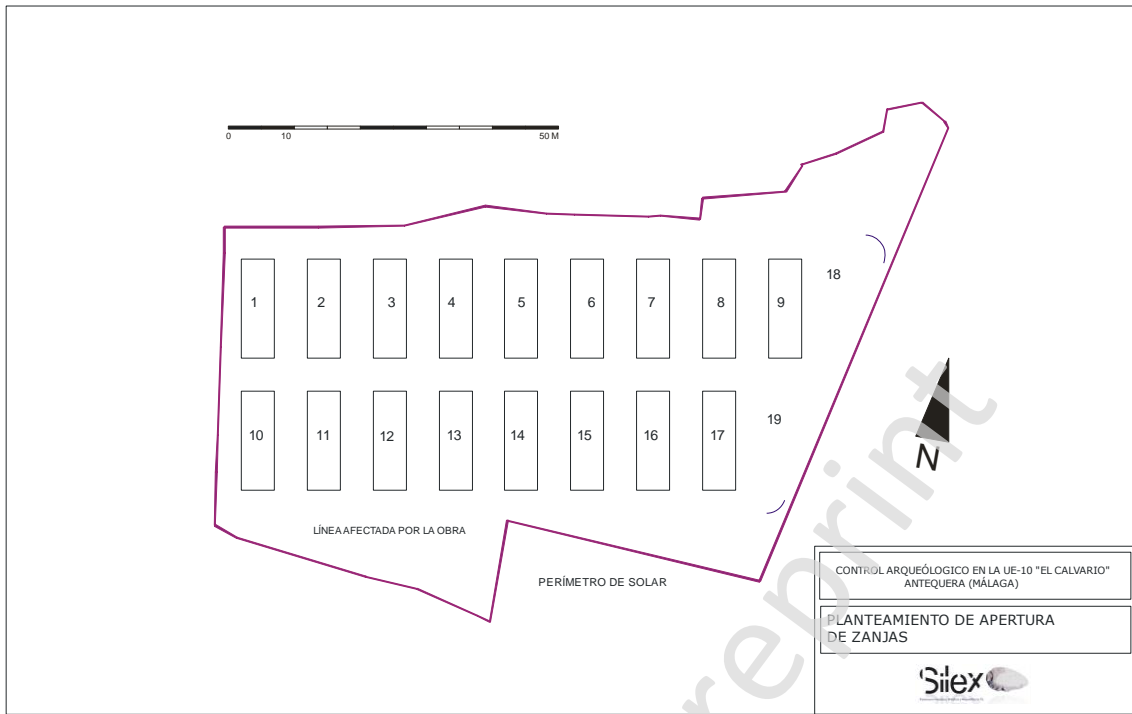 0 10 50 M
1 2 3 4 5 6 7 8 9 18
10 11 12 13 14 15 16 17 19
N
LÍNEA AFECTADA POR LA OBRA
PERÍMETRO DE SOLAR
CONTROL ARQUEÓLOGICO EN LA UE-10 "EL CALVARIO"
ANTEQUERA (MÁLAGA)
PLANTEAMIENTO DE APERTURA
DE ZANJAS
Silex
reprint